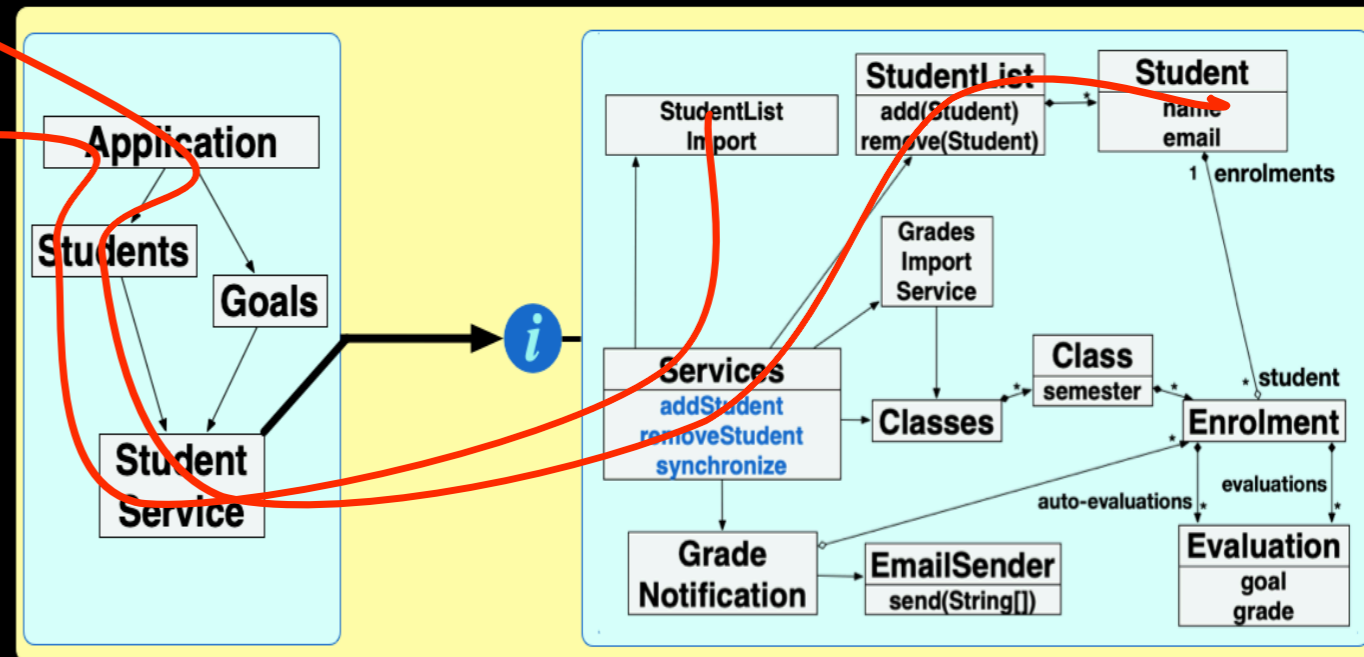 Application
Students
Goals
Student
Service
i
StudentList
Import
StudentList
add(Student)
remove(Student)
*
Student
name
email
1 enrolments
Grades
Import
Service
Services
addStudent
removeStudent
synchronize
Classes
*
Class
semester
*
* student
Enrolment
*
auto-evaluations
*
evaluations
*
Grade
Notification
EmailSender
send(String[])
Evaluation
goal
grade